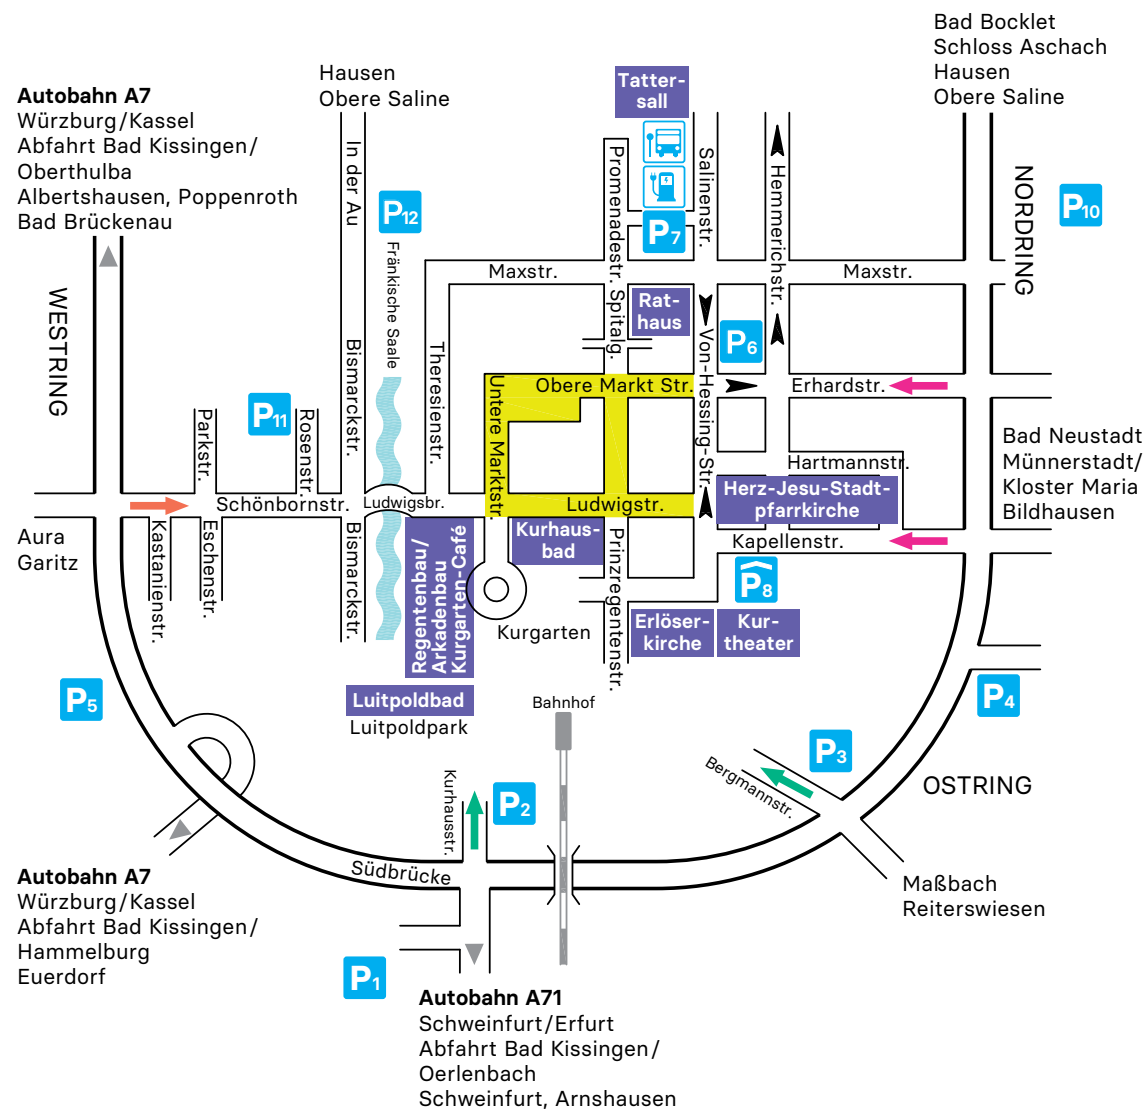 Bad Bocklet
Schloss Aschach
Hausen
Obere Saline
Hausen
Obere Saline
Autobahn A7
Würzburg/Kassel
Abfahrt Bad Kissingen/
Oberthulba
Albertshausen, Poppenroth
Bad Brückenau
Tatter-
sall
In der Au
P12
Promenadestr.
Salinenstr.
Hemmerichstr.
NORDRING
P10
P7
Fränkische Saale
Maxstr.
Maxstr.
WESTRING
Spitalg.
Rat-
haus
P6
Von-Hessing-Str.
Bismarckstr.
Theresienstr.
Untere Marktstr.
Obere Markt Str.
Erhardstr.
P11
Parkstr.
Rosenstr.
Bad Neustadt
Münnerstadt/
Kloster Maria
Bildhausen
Hartmannstr.
Herz-Jesu-Stadt-
pfarrkirche
Schönbornstr.
Ludwigsbr.
Ludwigstr.
Aura
Garitz
Kastanienstr.
Eschenstr.
Bismarckstr.
Regentenbau/
Arkadenbau
Kurgarten-Café
Kurhaus-
bad
Prinzregentenstr.
Kapellenstr.
P8
Kurgarten
Erlöser-
kirche
Kur-
theater
P5
Luitpoldbad
Luitpoldpark
Bahnhof
P4
P3
Bergmannstr.
OSTRING
Kurhausstr.
P2
Südbrücke
Autobahn A7
Würzburg/Kassel
Abfahrt Bad Kissingen/
Hammelburg
Euerdorf
Maßbach
Reiterswiesen
P1
Autobahn A71
Schweinfurt/Erfurt
Abfahrt Bad Kissingen/
Oerlenbach
Schweinfurt, Arnshausen